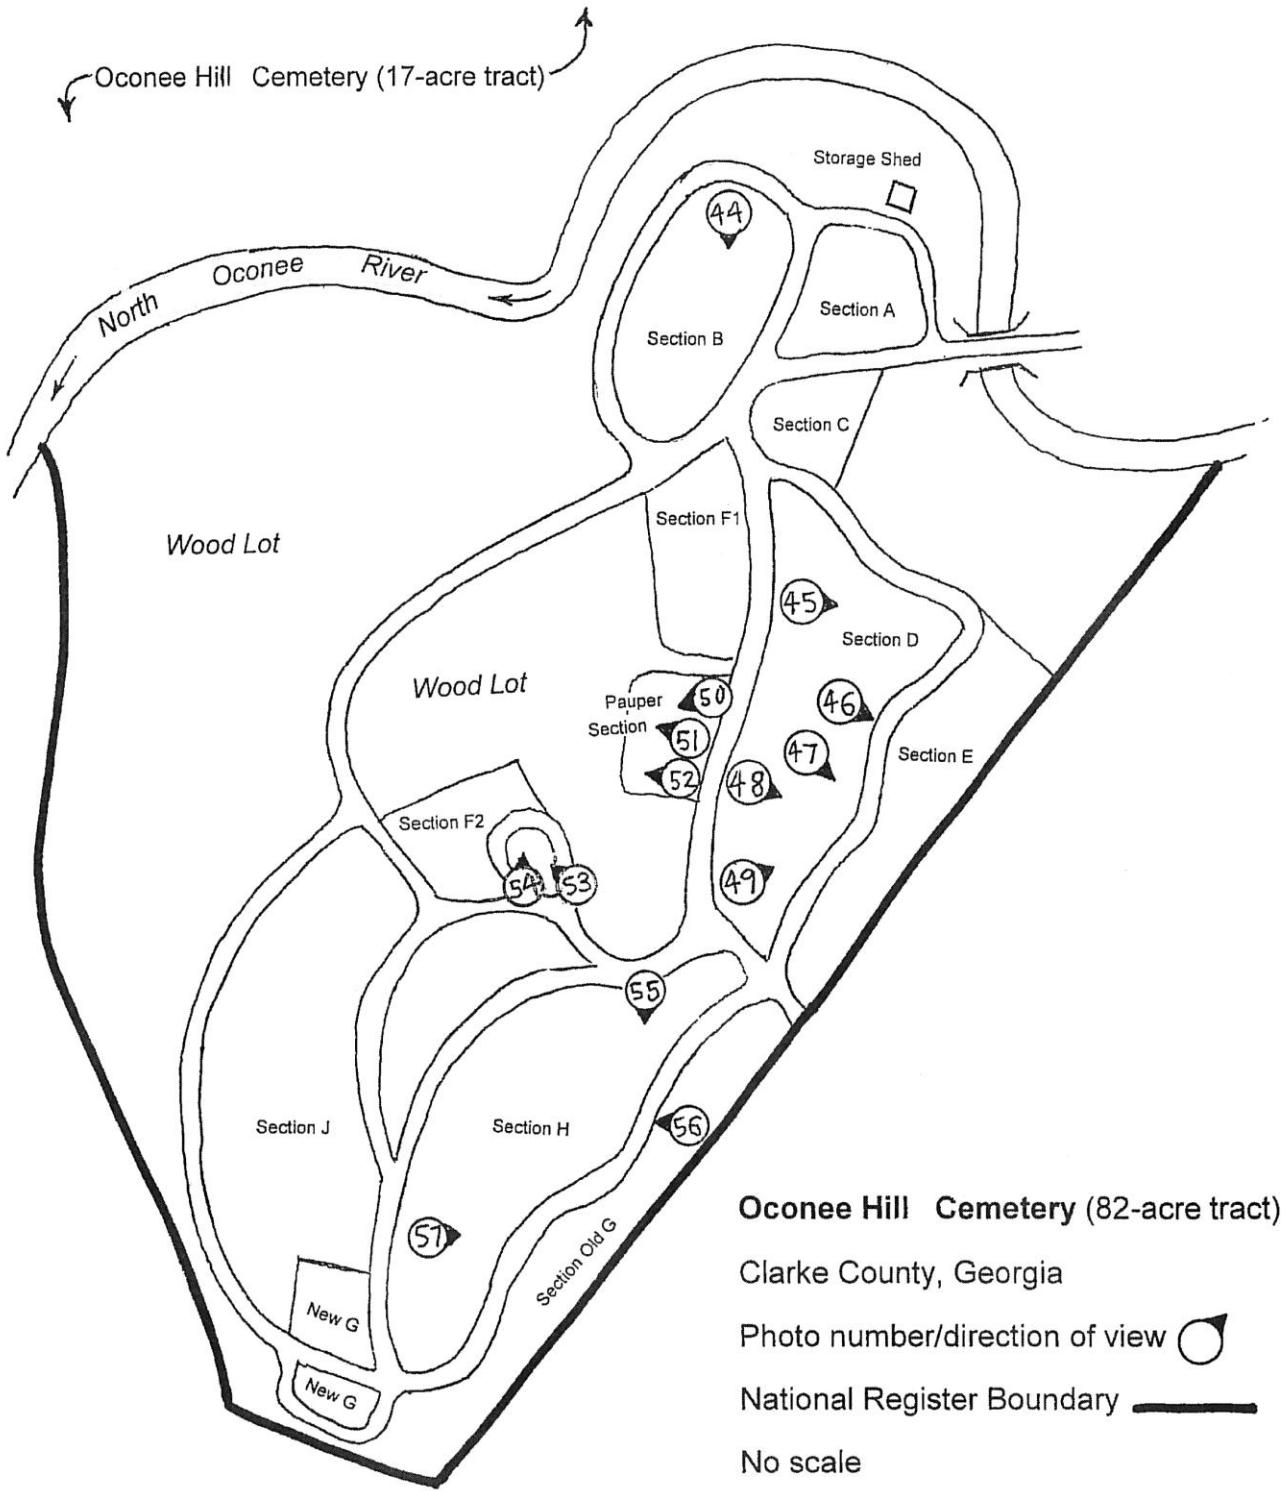 Oconee Hill Cemetery (17-acre tract)
Storage Shed
44
North Oconee River
Section A
Section B
Section C
Section F1
Wood Lot
45
Section D
Wood Lot
Pauper
Section
50
46
51
47
Section E
52
48
Section F2
54
53
49
55
Section J
Section H
56
57
Section Old G
New G
New G
Oconee Hill Cemetery (82-acre tract)
Clarke County, Georgia
Photo number/direction of view
National Register Boundary
No scale